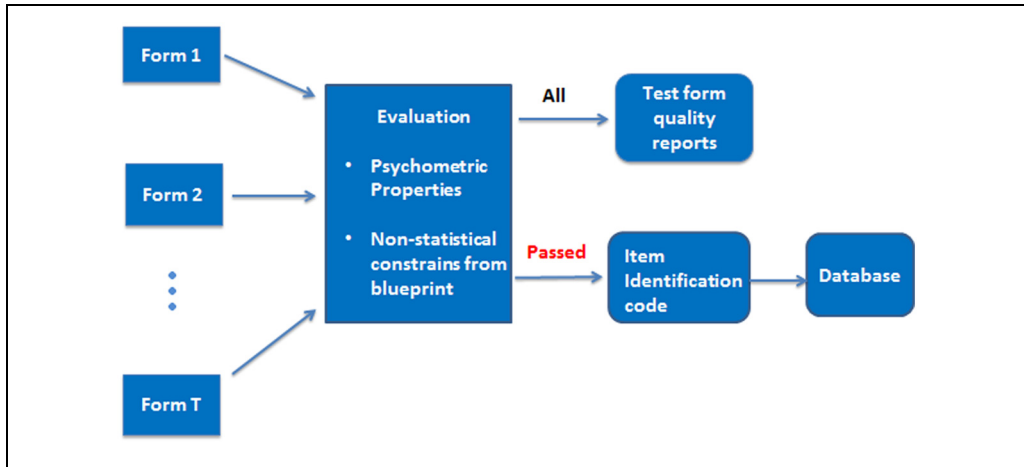 Form 1
Form 2
Form T
Evaluation
• Psychometric
Properties
• Non-statistical
constrains from
blueprint
All
Test form
quality
reports
Passed
Item
Identification
code
Database